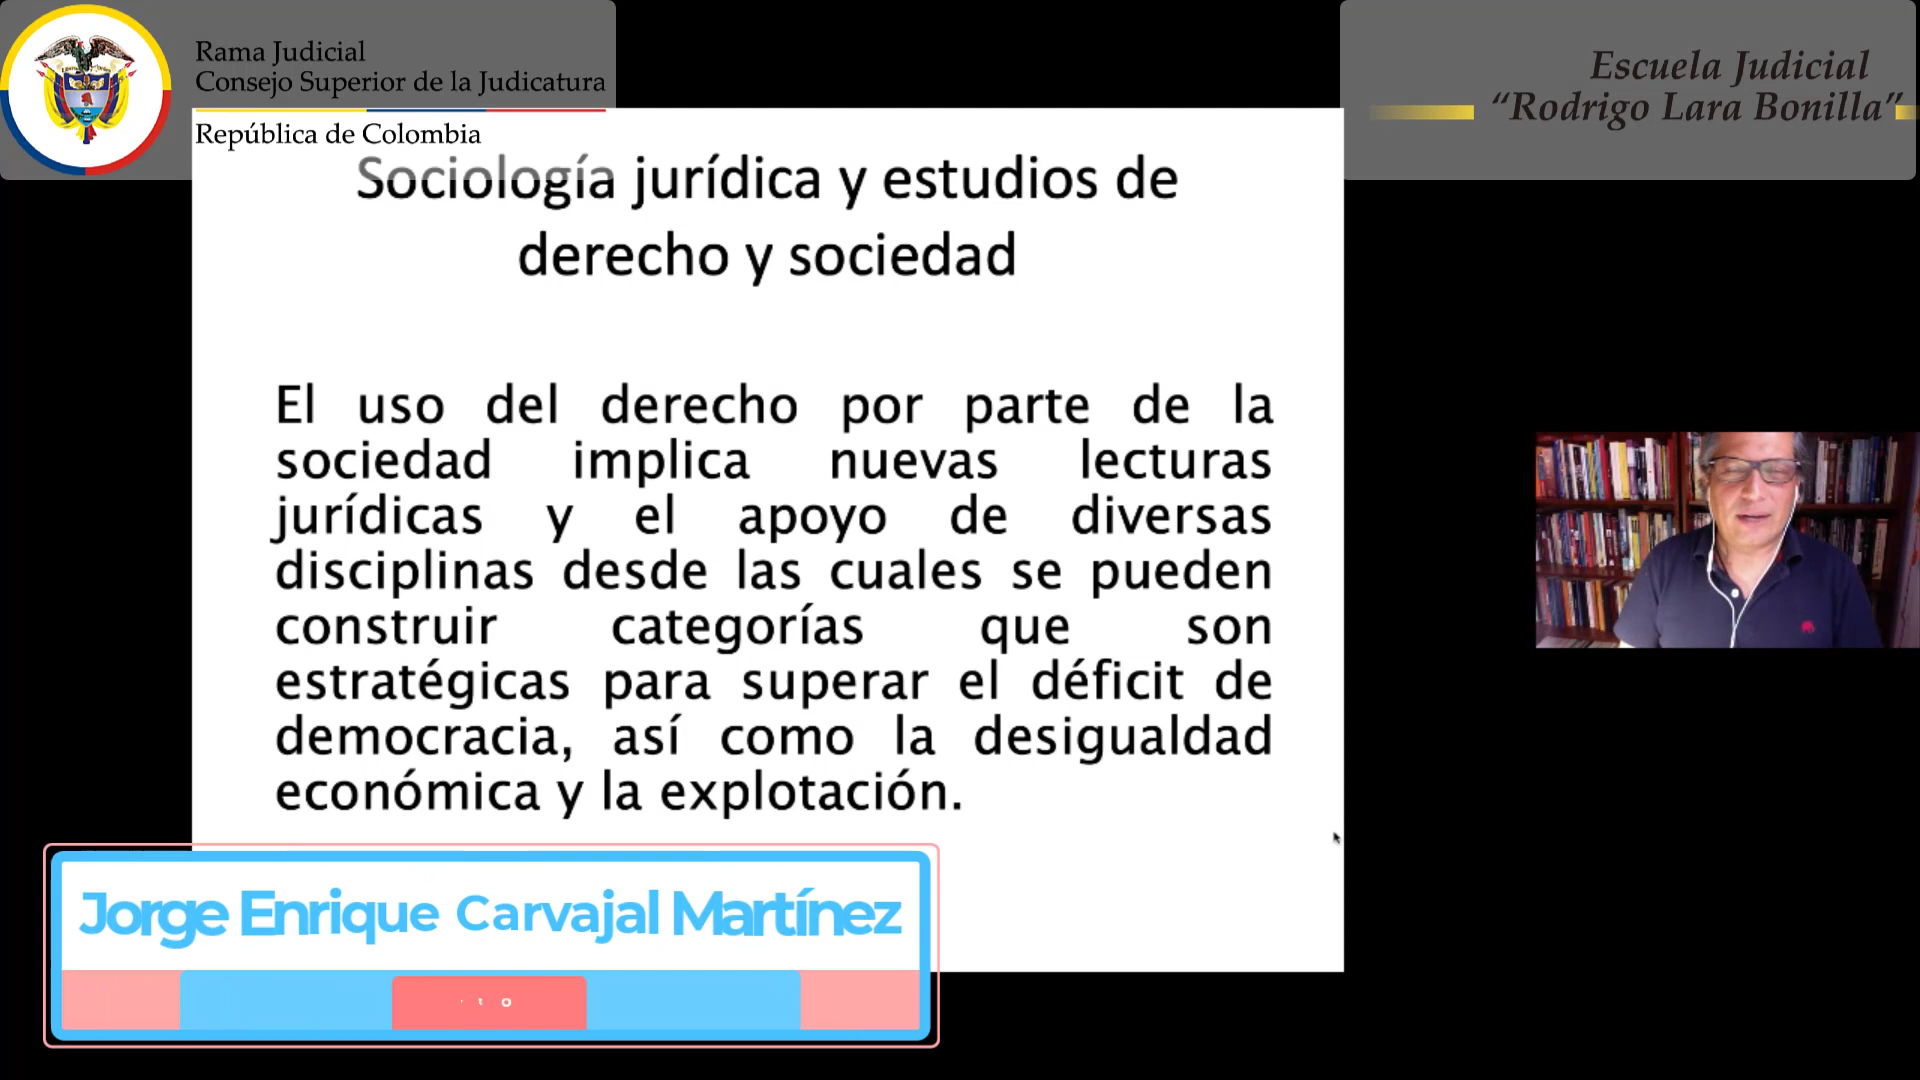 Rama Judicial
Consejo Superior de la Judicatura
República de Colombia
Escuela Judicial
“Rodrigo Lara Bonilla”
Sociología jurídica y estudios de
derecho y sociedad
El uso del derecho por parte de la
sociedad implica nuevas lecturas
jurídicas y el apoyo de diversas
disciplinas desde las cuales se pueden
construir categorías que son
estratégicas para superar el déficit de
democracia, así como la desigualdad
económica y la explotación.
Jorge Enrique Carvajal Martínez